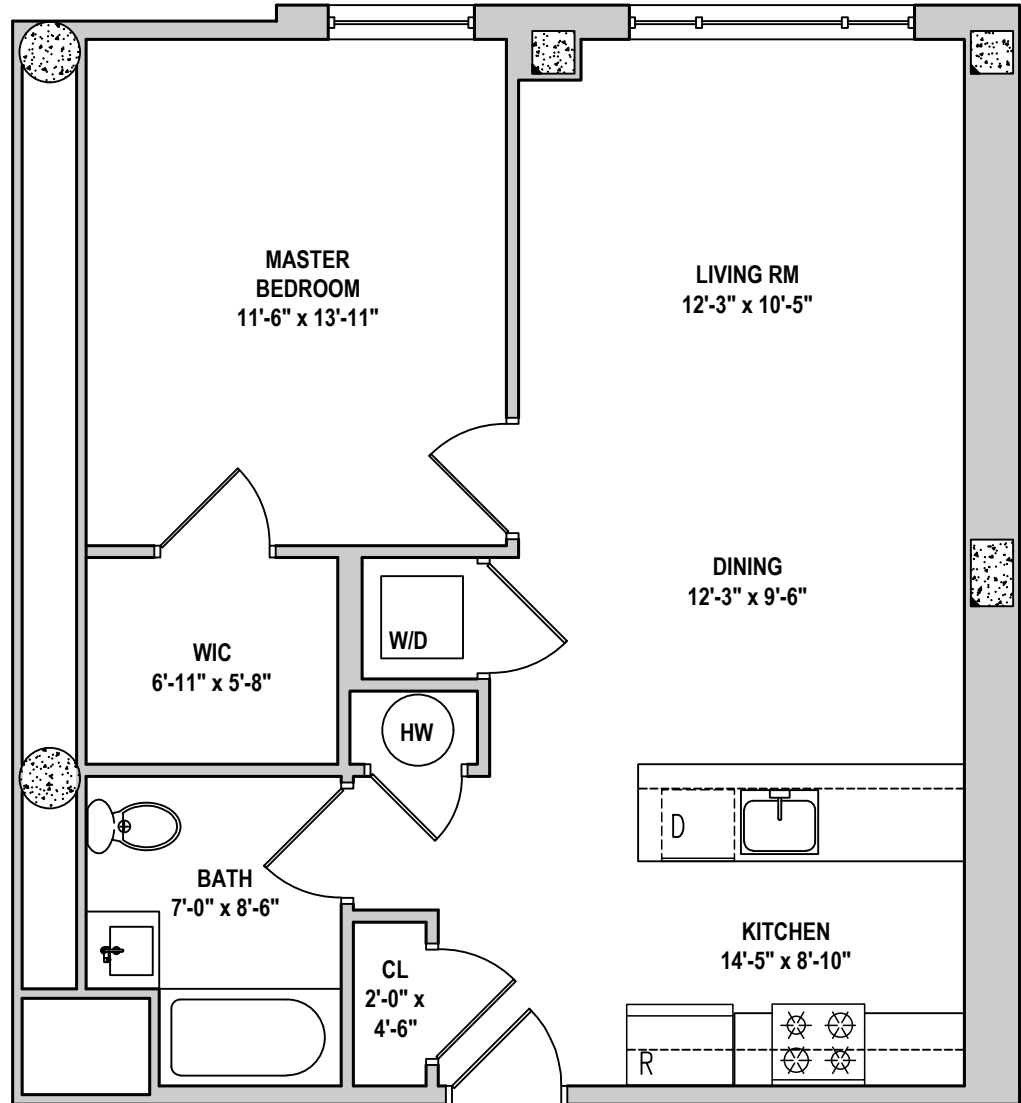 MASTER
BEDROOM
11'-6" x 13'-11"
LIVING RM
12'-3" x 10'-5"
DINING
12'-3" x 9'-6"
W/D
WIC
6'-11" x 5'-8"
HW
D
BATH
7'-0" x 8'-6"
KITCHEN
14'-5" x 8'-10"
CL
2'-0" x
4'-6"
R